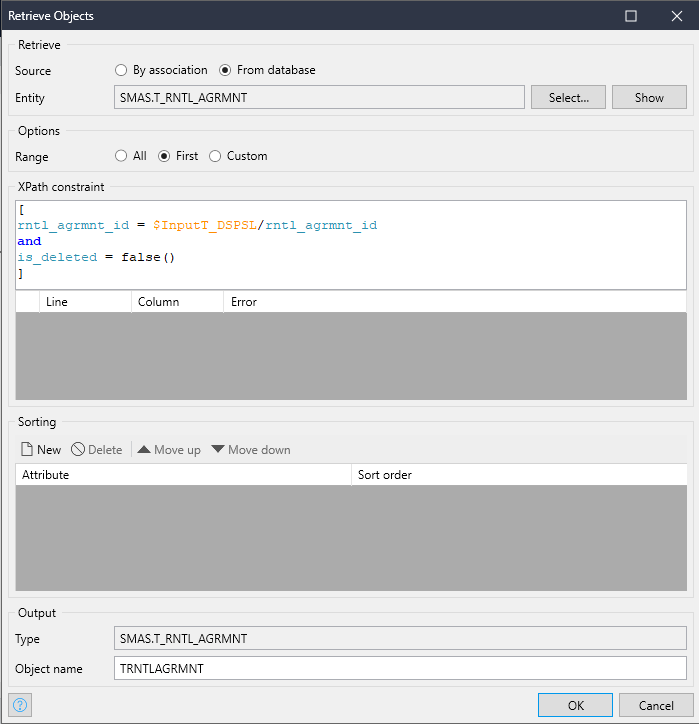 Retrieve Objects
Retrieve
Source By association From database
Entity SMAS.T_RNTL_AGRMNT Select... Show
Options
Range All First Custom
XPath constraint
[
rntl_agrmnt_id = $InputT_DSPSL/rntl_agrmnt_id
and
is_deleted = false()
]
Line Column Error
Sorting
New Delete Move up Move down
Attribute Sort order
Output
Type SMAS.T_RNTL_AGRMNT
Object name TRNTLAGRMNT
? OK Cancel